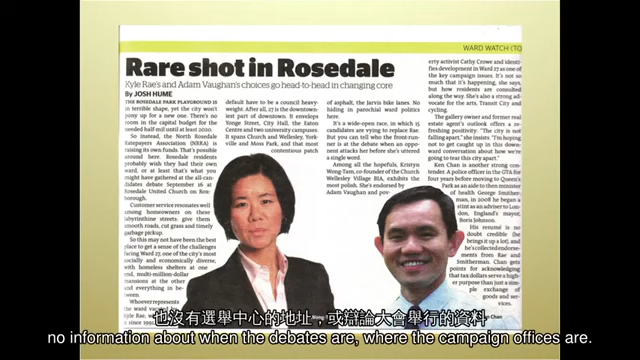 WARD WATCH (TO
Rare shot in Rosedale
Kyle Rae's and Adam Vaughan's choices go head-to-head in changing core
By JOSH HUME
THE ROSEDALE PARK PLAYGROUND is
in terrible shape, yet the city won't
pony up for a new one. There's no
room in the capital budget for the
needed half mil until at least 2020.
So instead, the North Rosedale
Ratepayers Association (NRRA) is
raising its own funds. That's possible
around here. Rosedale residents
probably wish they had their own
ward, or at least that's what you
might have gathered at the all-can-
didates debate September 16 at
Rosedale United Church on Rox-
borough.
Customer service resonates well
among homeowners on these
labyrinthine streets: give them
smooth roads, cut grass and timely
garbage pickup.
So this may not have been the best
place to get a sense of the challenges
facing Ward 27, one of the city's most
socially and economically diverse,
with homeless shelters at one
end, multi-million-dollar
mansions at the other
and everything in be-
tween.
Whoever represents
the ward
Kyle Rae,
since 199
default have to be a council heavy-
weight. After all, 27 is the downtown-
iest part of downtown. It envelops
Yonge Street, City Hall, the Eaton
Centre and two university campuses.
It spans Church and Wellesley, York-
ville and Moss Park, and that most
contentious patch
of asphalt, the Jarvis bike lanes. No
hiding in parochial world politics
here.
It's a wide-open race, in which 15
candidates are vying to replace Rae.
But you can tell who the front-runner
is at the debate when an oppon-
ent attacks her before she's uttered
a single word.
Among all the hopefuls, Kristyn
Wong-Tam, co-founder of the Church
Wellesley Village BIA, exhibits the
most polish. She's endorsed by
Adam Vaughan and pov-
erty activist Cathy Crowe and identi-
fies development in Ward 27 as one of
the key campaign issues. It's not so
much that it's happening, she says,
but how residents are consulted
along the way. She's also a strong ad-
vocate for the arts, Transit City and
cycling.
The gallery owner and former real
estate agent's outlook offers a re-
freshing positivity. "The city is not
falling apart," she insists. "I'm hoping
not to get caught up in this down-
ward conversation about how we're
going to tear this city apart."
Ken Chan is another strong con-
tender. A police officer in the GTA for
four years before moving to Queen's
Park as an aide to then minister
of health George Smither-
man, in 2008 he began a
stint as an adviser to Lon-
don, England's mayor,
Boris Johnson.
His resumé is no
doubt credible (he
brings it up a lot), and
he's collected endorse-
ments from Rae and
Smitherman. Chan gets
points for acknowledging
that tax dollars serve a high-
er purpose than just a sim-
ple exchange of
goods and serv-
ices.
Chan
也沒有選舉中心的地址，或辯論大會舉行的資料
no information about when the debates are, where the campaign offices are.